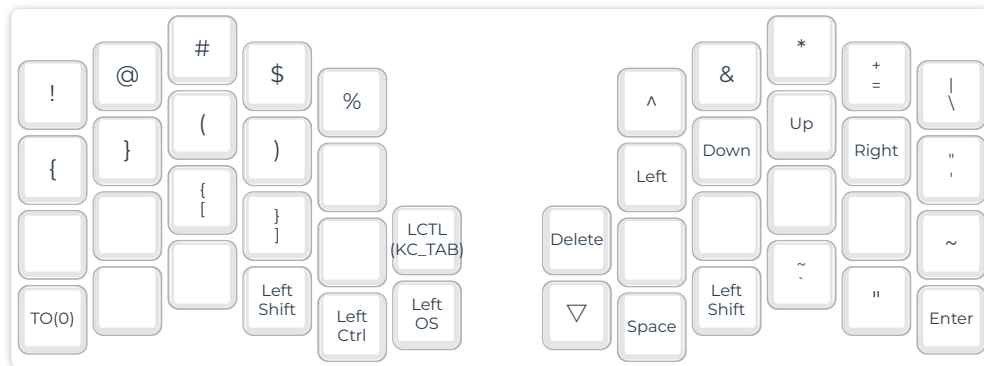 !
@
#
$
%
^
&
*
+
=
|
\
{
}
(
)
Left
Down
Up
Right
"
'
{
[
}
]
LCTL
(KC_TAB)
Delete
~
TO(0)
Left
Shift
Left
Ctrl
Left
OS
▽
Space
Left
Shift
~
`
"
Enter